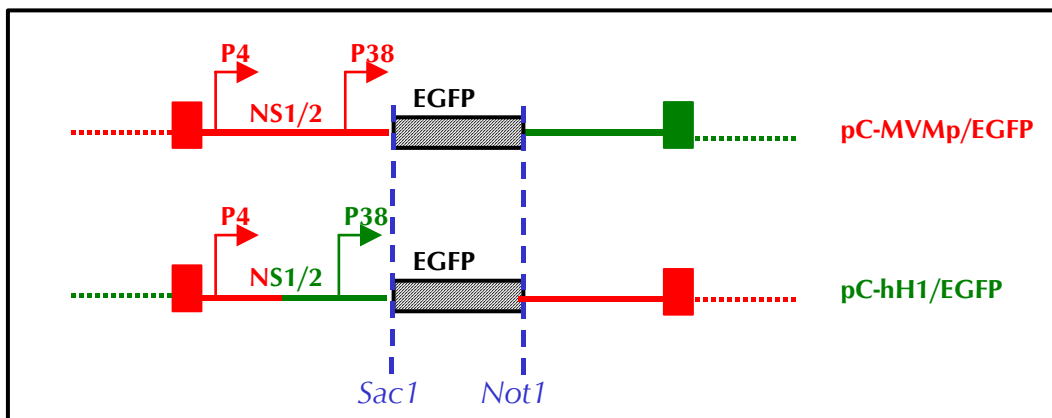 P4 P38
EGFP
NS1/2
pC-MVMp/EGFP
P4 P38
EGFP
NS1/2
pC-hH1/EGFP
Sac1 Not1